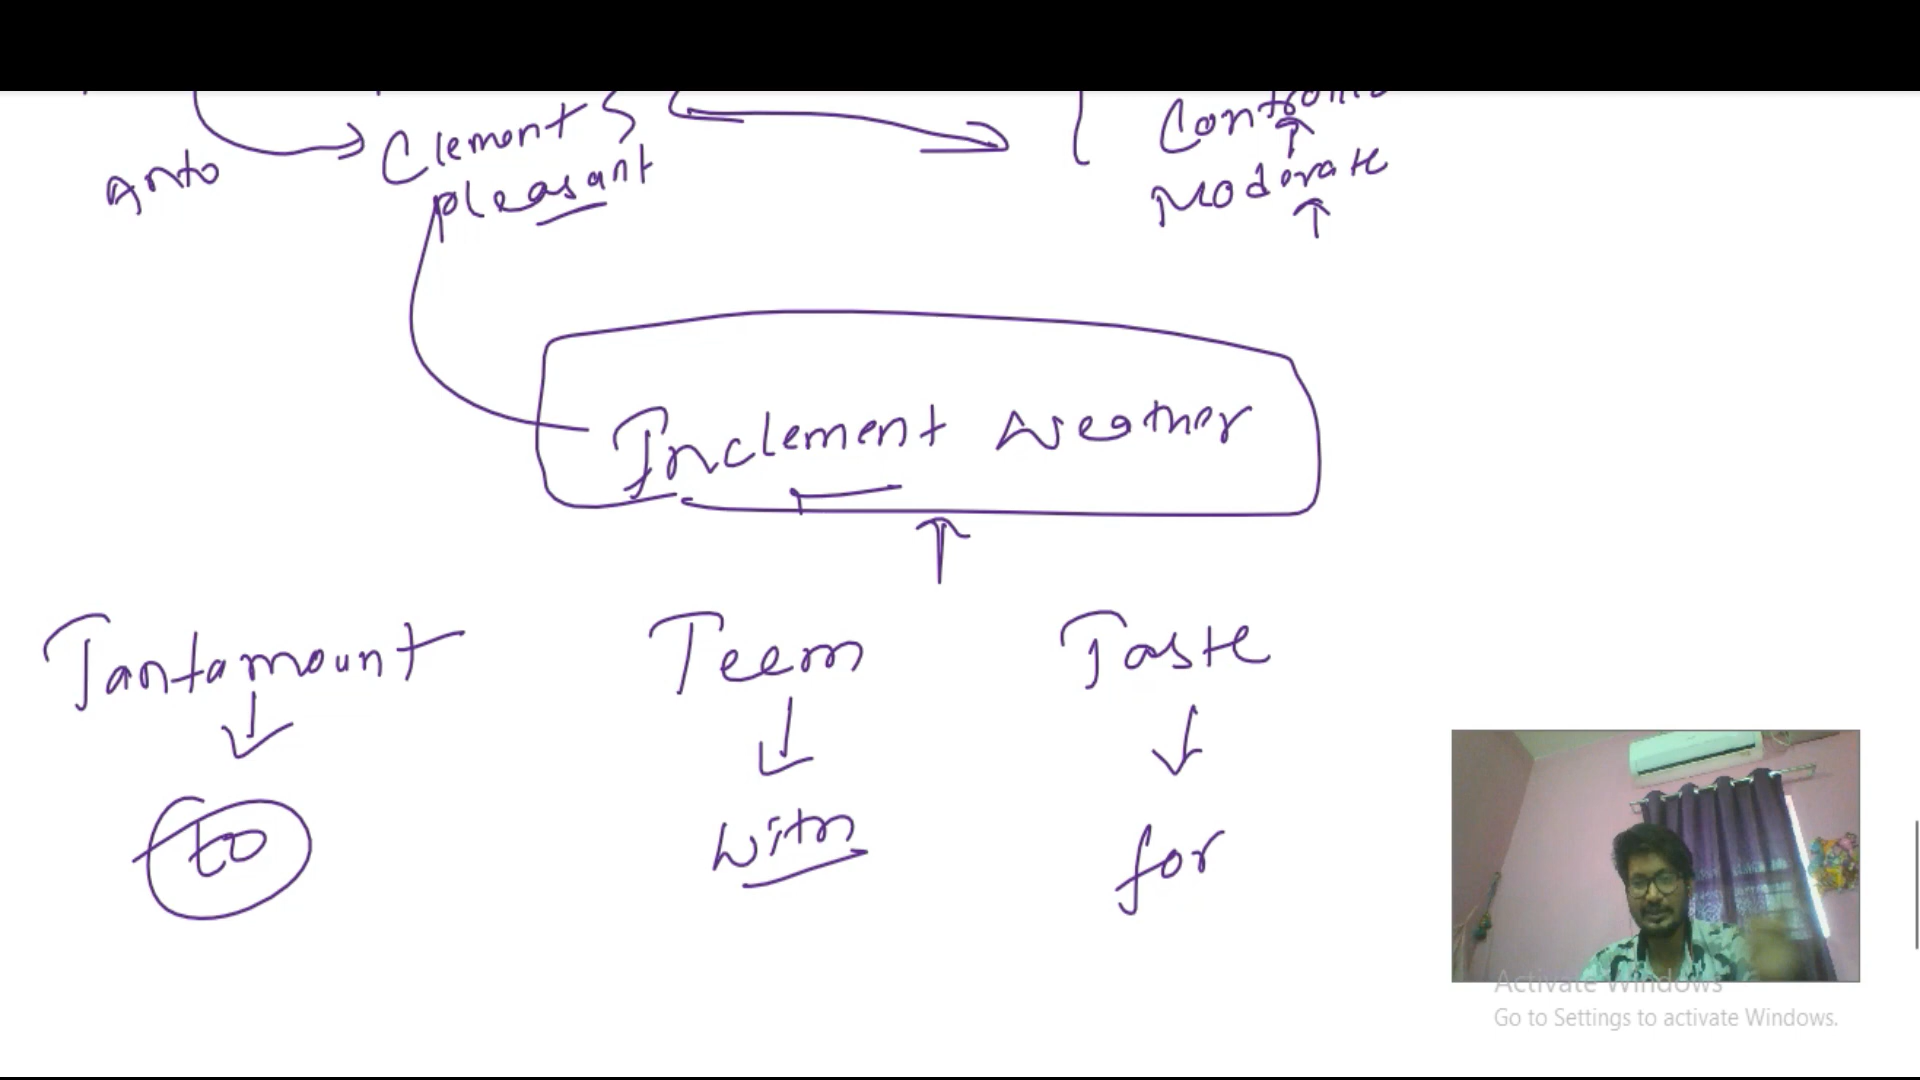 Clement
Anto
pleasant
Moderate
Inclement Weather
Tantamount Teem Taste
to with for
Activate Windows
Go to Settings to activate Windows.